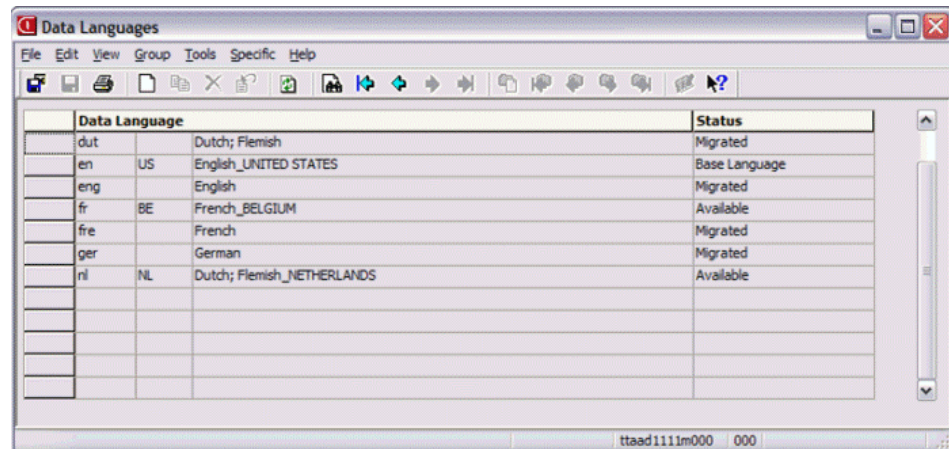 Data Languages
File Edit View Group Tools Specific Help
Data Language Status
dut Dutch; Flemish Migrated
en US English_UNITED STATES Base Language
eng English Migrated
fr BE French_BELGIUM Available
fre French Migrated
ger German Migrated
nl NL Dutch; Flemish_NETHERLANDS Available
ttaad1111m000 000